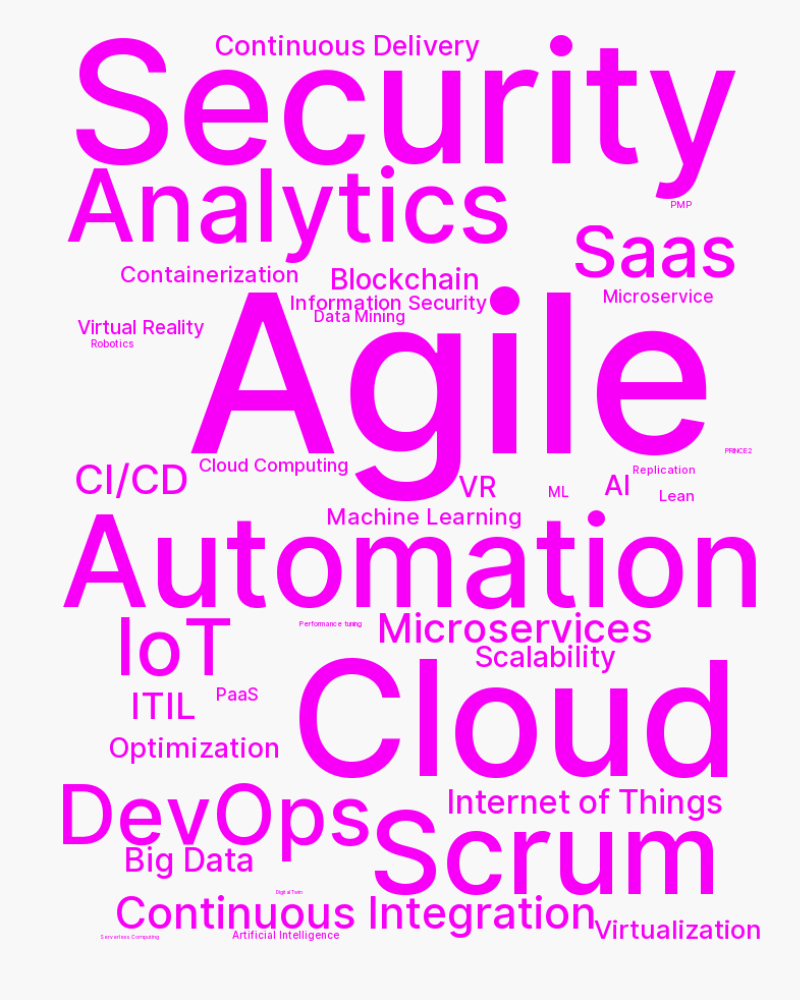 Continuous Delivery
Security
Analytics
PMP
Saas
Containerization
Blockchain
Microservice
Information Security
Data Mining
Virtual Reality
Robotics
Agile
PRINCE2
CI/CD
Cloud Computing
Replication
VR
ML
AI
Lean
Machine Learning
Automation
Performance tuning
Microservices
IoT
Scalability
PaaS
ITIL
Cloud
Optimization
Internet of Things
DevOps
Scrum
Big Data
Digital Twin
Continuous Integration
Virtualization
Serverless Computing
Artificial Intelligence